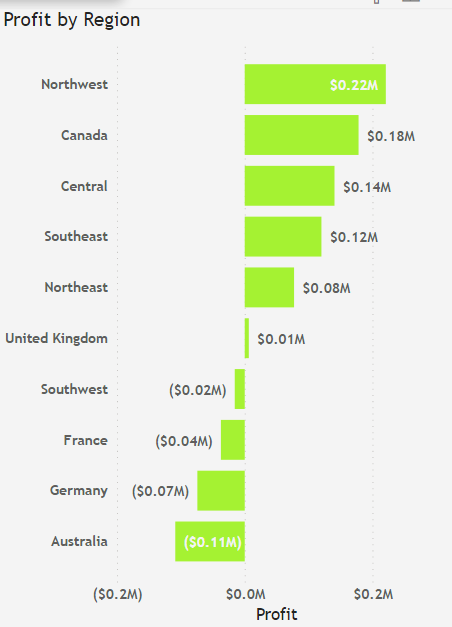 Profit by Region
Northwest $0.22M
Canada $0.18M
Central $0.14M
Southeast $0.12M
Northeast $0.08M
United Kingdom $0.01M
Southwest ($0.02M)
France ($0.04M)
Germany ($0.07M)
Australia ($0.11M)
($0.2M) $0.0M $0.2M
Profit